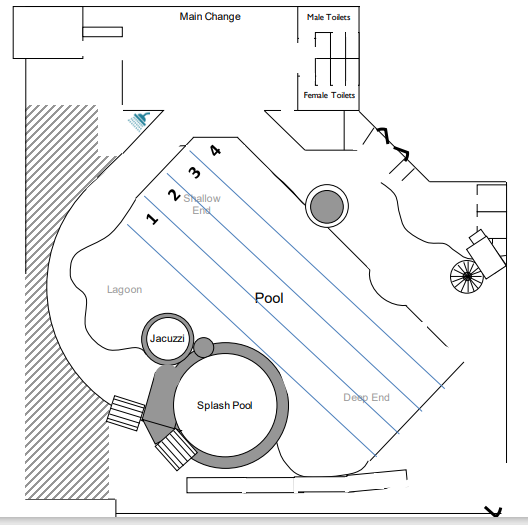 Main Change
Male Toilets
Female Toilets
4
3
2
1
Shallow
End
Lagoon
Pool
Jacuzzi
Splash Pool
Deep End